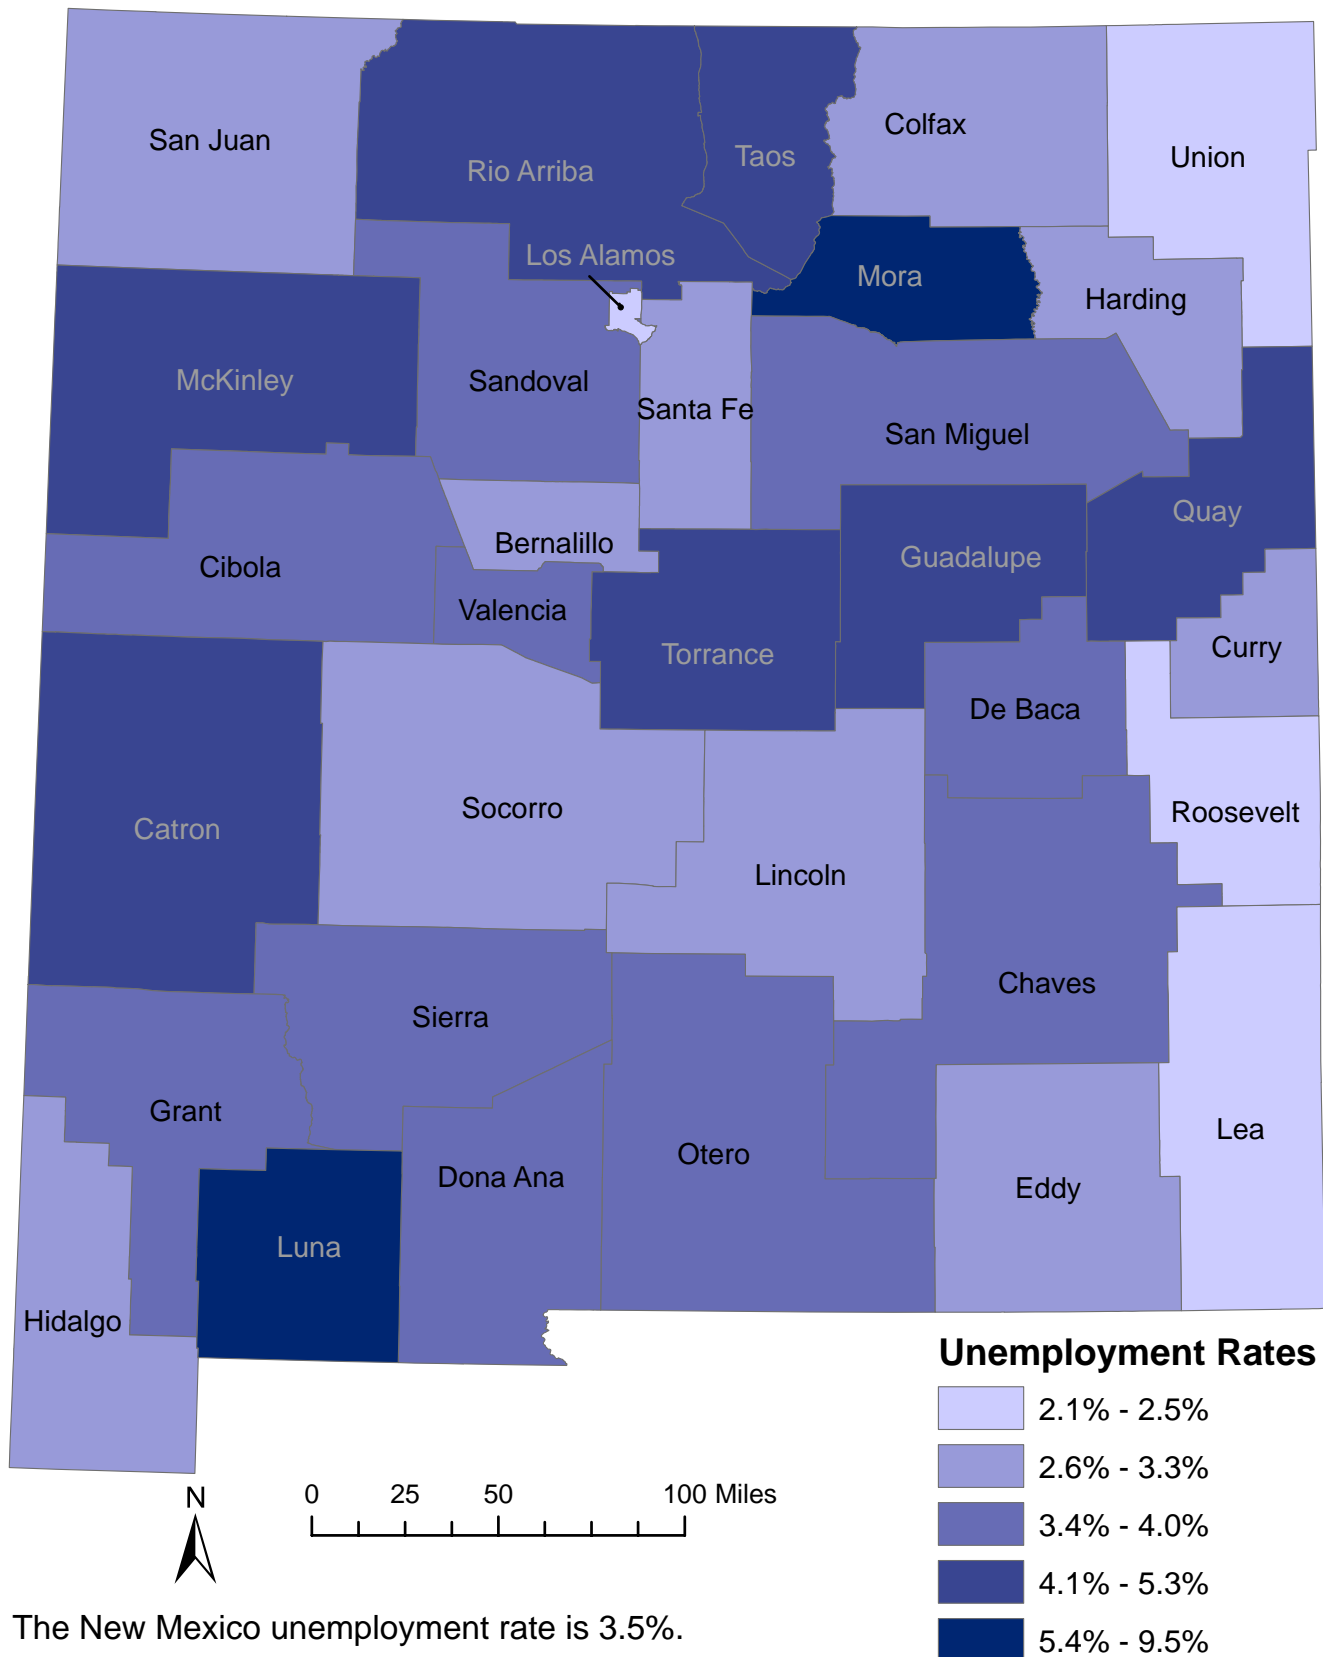 San Juan
Rio Arriba
Taos
Colfax
Union
Los Alamos
Mora
Harding
McKinley
Sandoval
Santa Fe
San Miguel
Quay
Bernalillo
Guadalupe
Cibola
Valencia
Torrance
Curry
De Baca
Catron
Socorro
Roosevelt
Lincoln
Chaves
Sierra
Grant
Dona Ana
Otero
Lea
Eddy
Luna
Hidalgo
Unemployment Rates
2.1% - 2.5%
2.6% - 3.3%
3.4% - 4.0%
4.1% - 5.3%
5.4% - 9.5%
N
0 25 50 100 Miles
The New Mexico unemployment rate is 3.5%.